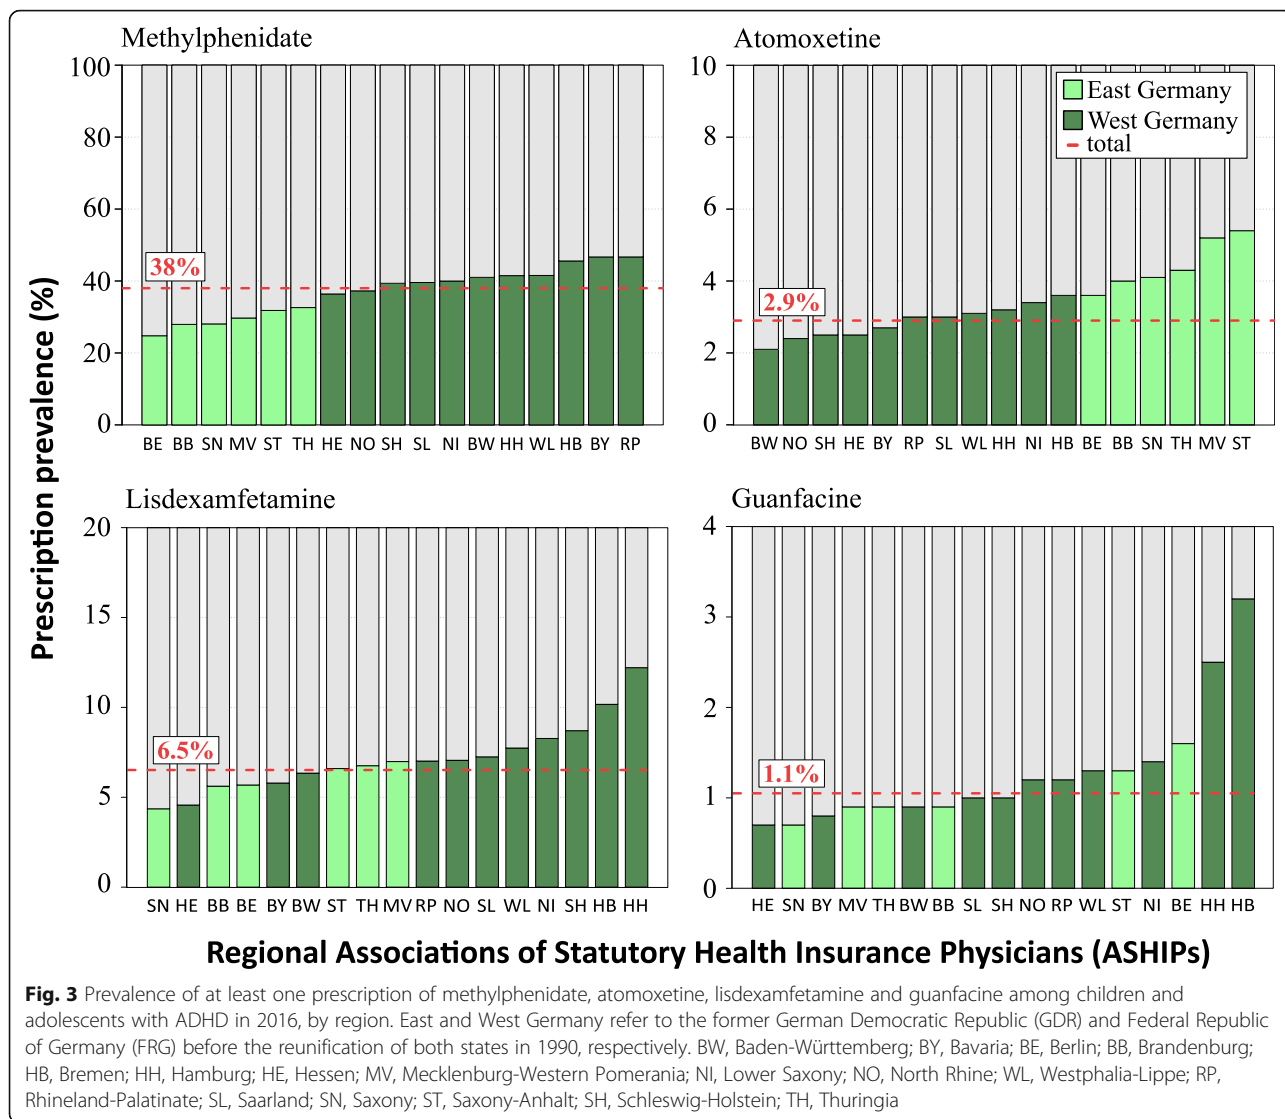 Methylphenidate
100
80
60
40
20
0
38%
BE BB SN MV ST TH HE NO SH SL NI BW HH WL HB BY RP
Atomoxetine
10
8
6
4
2
0
East Germany
West Germany
total
2.9%
BW NO SH HE BY RP SL WL HH NI HB BE BB SN TH MV ST
Prescription prevalence (%)
Lisdexamfetamine
20
15
10
5
0
6.5%
SN HE BB BE BY BW ST TH MV RP NO SL WL NI SH HB HH
Guanfacine
4
3
2
1
0
1.1%
HE SN BY MV TH BW BB SL SH NO RP WL ST NI BE HH HB
Regional Associations of Statutory Health Insurance Physicians (ASHIPs)
Fig. 3 Prevalence of at least one prescription of methylphenidate, atomoxetine, lisdexamfetamine and guanfacine among children and
adolescents with ADHD in 2016, by region. East and West Germany refer to the former German Democratic Republic (GDR) and Federal Republic
of Germany (FRG) before the reunification of both states in 1990, respectively. BW, Baden-Württemberg; BY, Bavaria; BE, Berlin; BB, Brandenburg;
HB, Bremen; HH, Hamburg; HE, Hessen; MV, Mecklenburg-Western Pomerania; NI, Lower Saxony; NO, North Rhine; WL, Westphalia-Lippe; RP,
Rhineland-Palatinate; SL, Saarland; SN, Saxony; ST, Saxony-Anhalt; SH, Schleswig-Holstein; TH, Thuringia